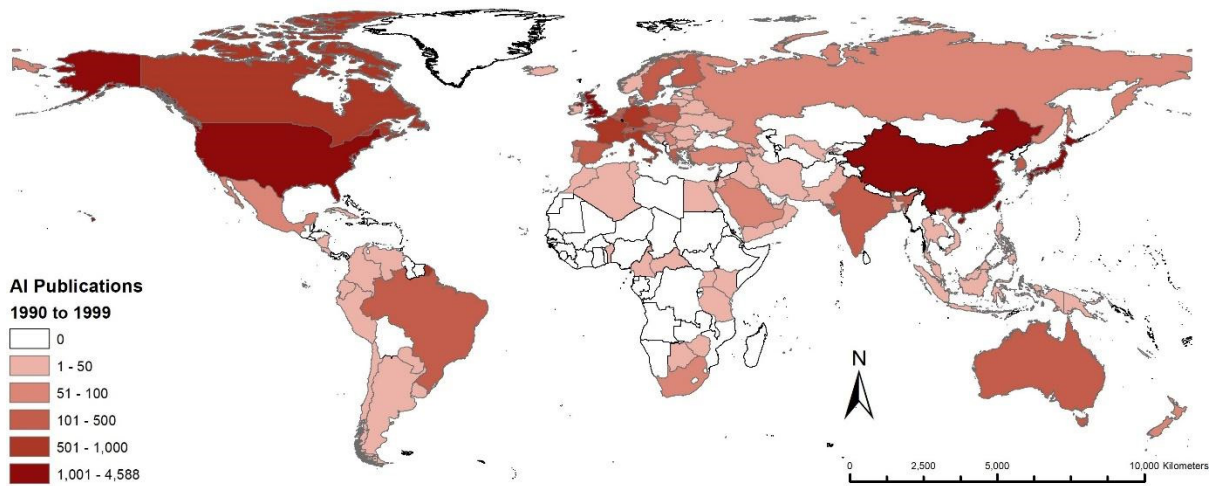 AI Publications
1990 to 1999
0
1 - 50
51 - 100
101 - 500
501 - 1,000
1,001 - 4,588
N
0 2,500 5,000 10,000 Kilometers